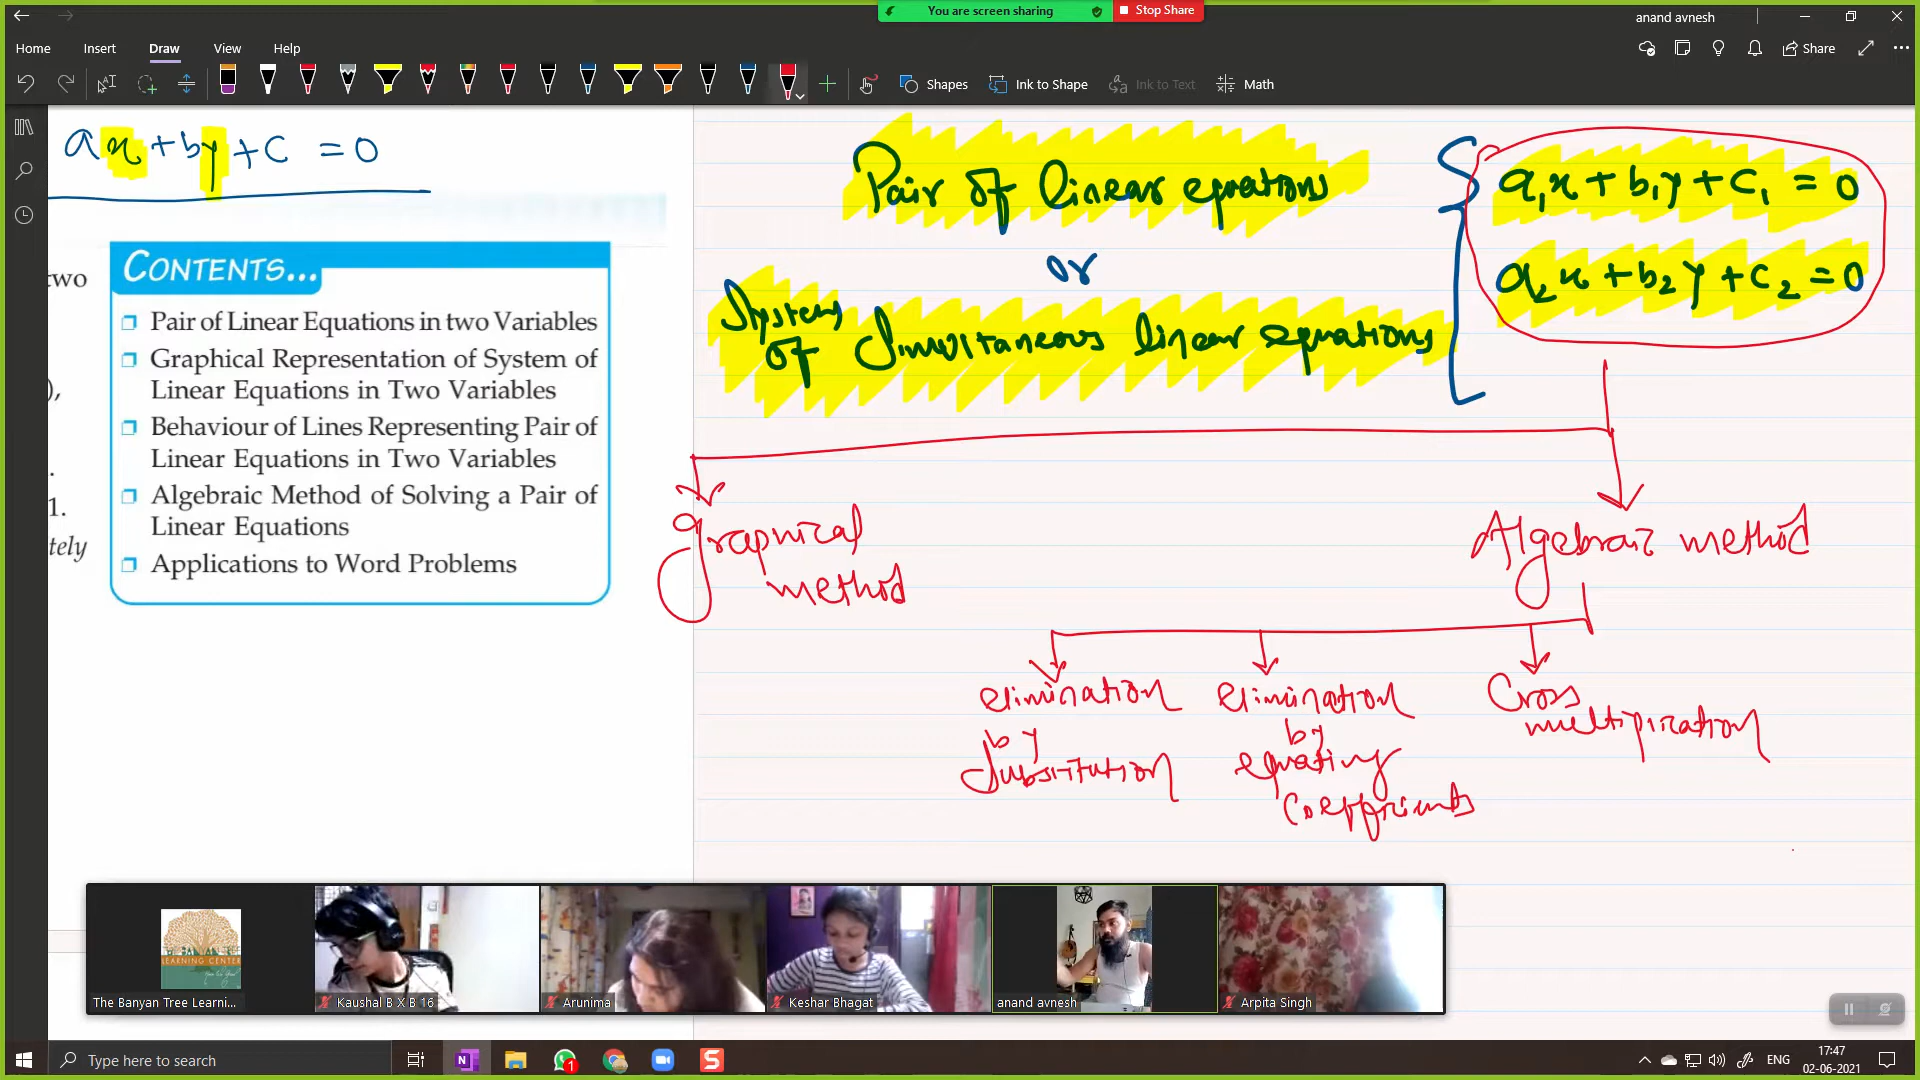 You are screen sharing
Stop Share
anand avnesh
Home Insert Draw View Help
Share
Shapes
Ink to Shape
Ink to Text
Math
ax+by+c =0
two
),
.
1.
tely
CONTENTS...
Pair of Linear Equations in two Variables
Graphical Representation of System of
Linear Equations in Two Variables
Behaviour of Lines Representing Pair of
Linear Equations in Two Variables
Algebraic Method of Solving a Pair of
Linear Equations
Applications to Word Problems
Pair of linear equations
or
System
of Simultaneous linear equations
a₁x + b₁y + c₁ = 0
a₂x + b₂y + c₂ = 0
graphical
method
Algebraic method
elimination
by
substitution
elimination
by
equating
coefficients
Cross
multiplication
LEARNING CENTER
The Banyan Tree Learni...
Kaushal B X B 16
Arunima
Keshar Bhagat
anand avnesh
Arpita Singh
Type here to search
N
1
S
ENG
17:47
02-06-2021